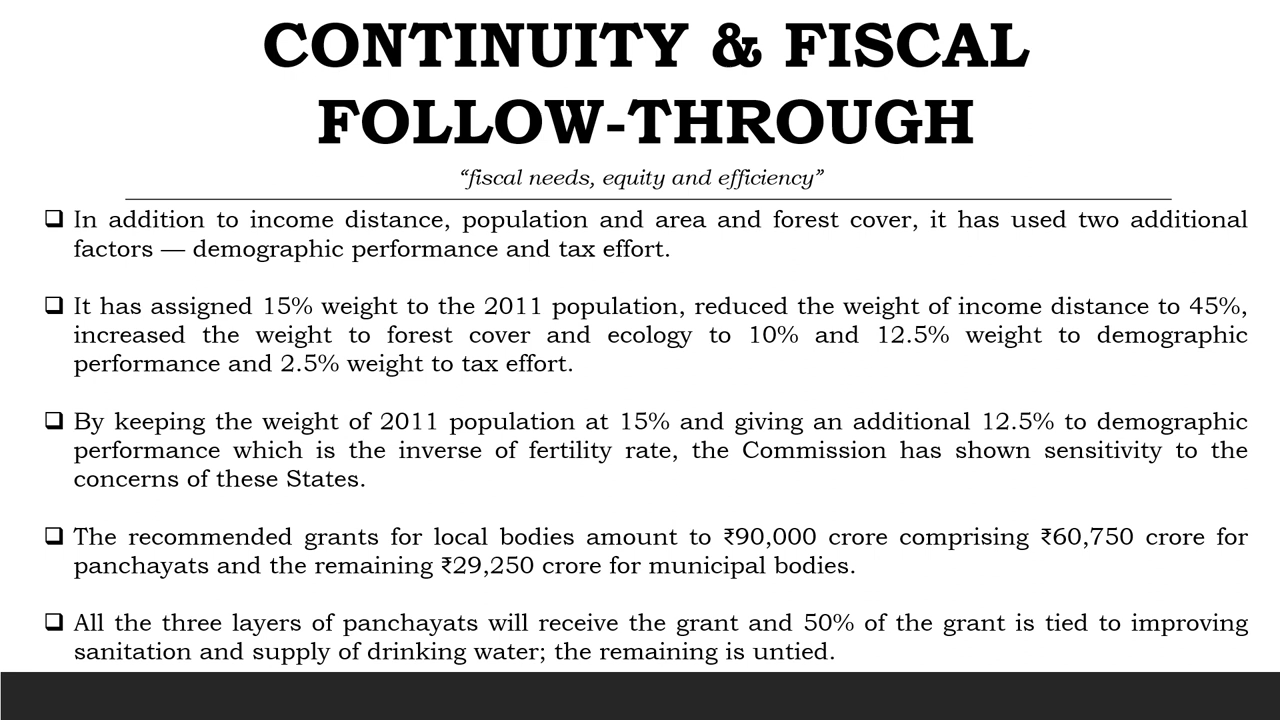 CONTINUITY & FISCAL
FOLLOW-THROUGH
“fiscal needs, equity and efficiency”
❑ In addition to income distance, population and area and forest cover, it has used two additional
factors — demographic performance and tax effort.
❑ It has assigned 15% weight to the 2011 population, reduced the weight of income distance to 45%,
increased the weight to forest cover and ecology to 10% and 12.5% weight to demographic
performance and 2.5% weight to tax effort.
❑ By keeping the weight of 2011 population at 15% and giving an additional 12.5% to demographic
performance which is the inverse of fertility rate, the Commission has shown sensitivity to the
concerns of these States.
❑ The recommended grants for local bodies amount to ₹90,000 crore comprising ₹60,750 crore for
panchayats and the remaining ₹29,250 crore for municipal bodies.
❑ All the three layers of panchayats will receive the grant and 50% of the grant is tied to improving
sanitation and supply of drinking water; the remaining is untied.